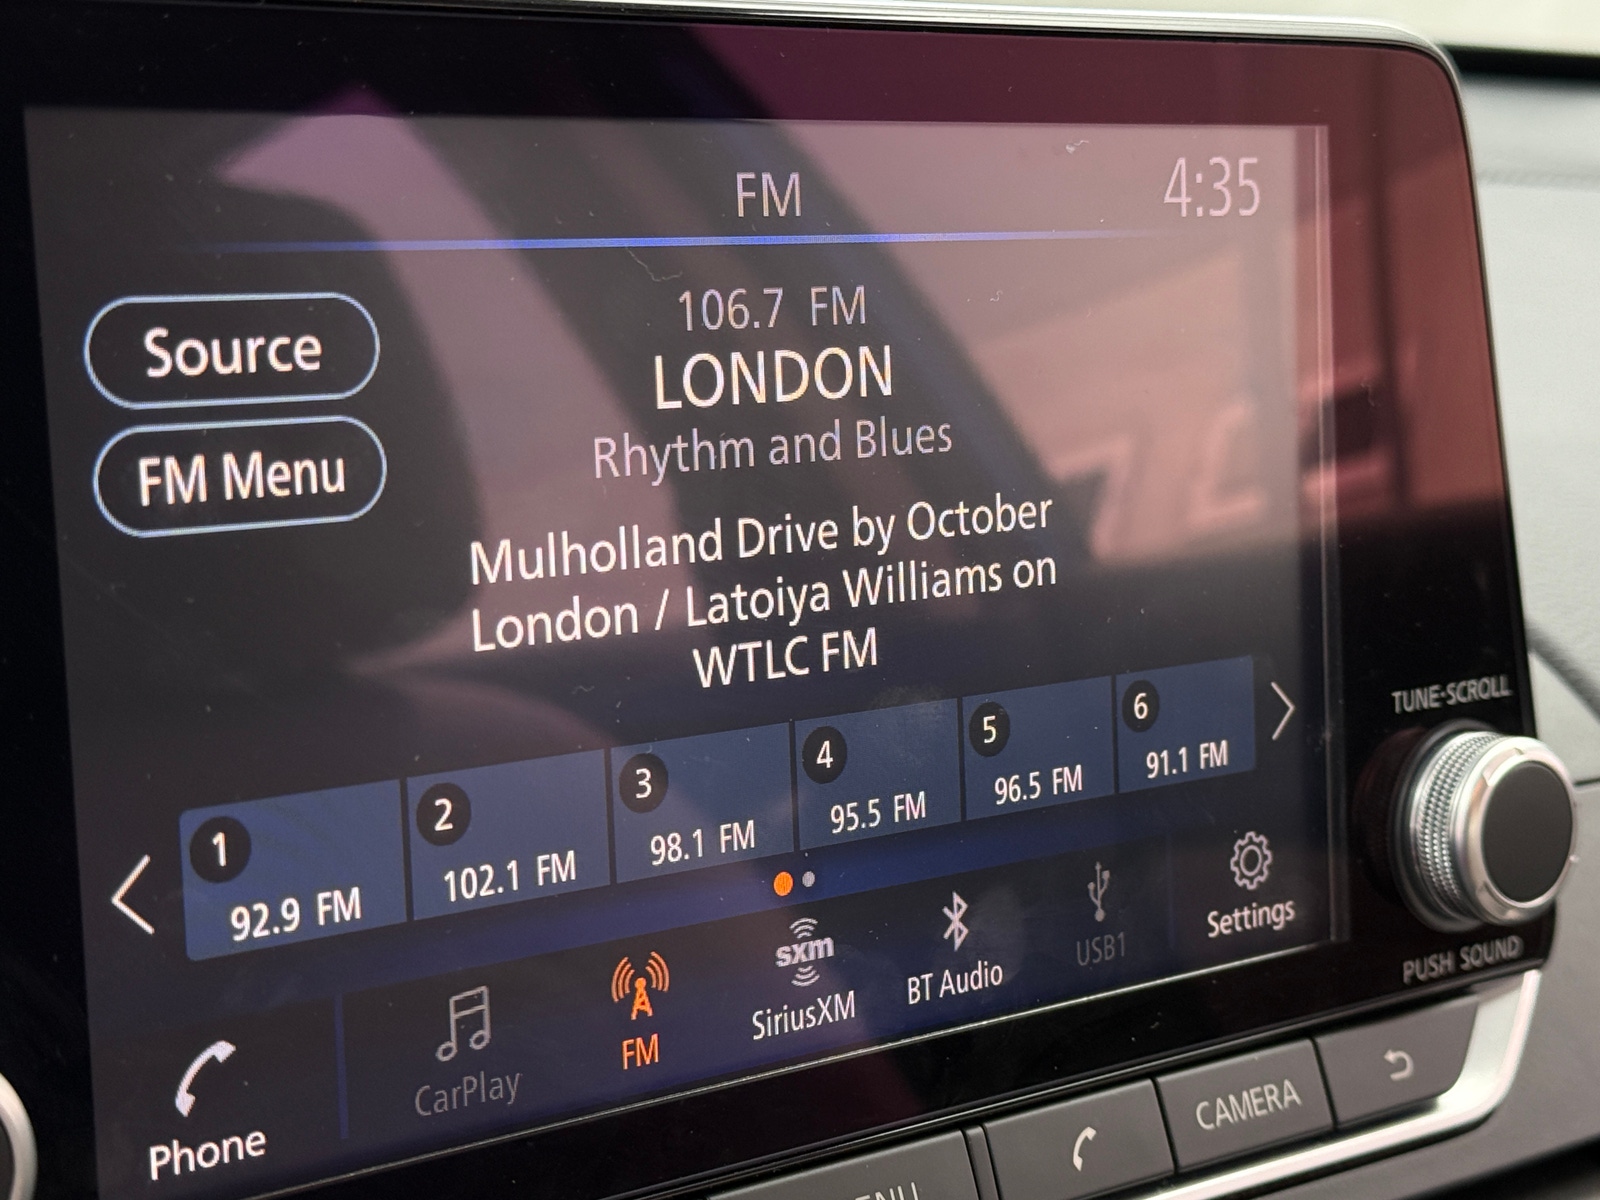 FM
4:35
Source
FM Menu
106.7 FM
LONDON
Rhythm and Blues
Mulholland Drive by October
London / Latoiya Williams on
WTLC FM
1
92.9 FM
2
102.1 FM
3
98.1 FM
4
95.5 FM
5
96.5 FM
6
91.1 FM
Phone
CarPlay
FM
sxm
SiriusXM
BT Audio
USB1
Settings
TUNE·SCROLL
PUSH SOUND
CAMERA